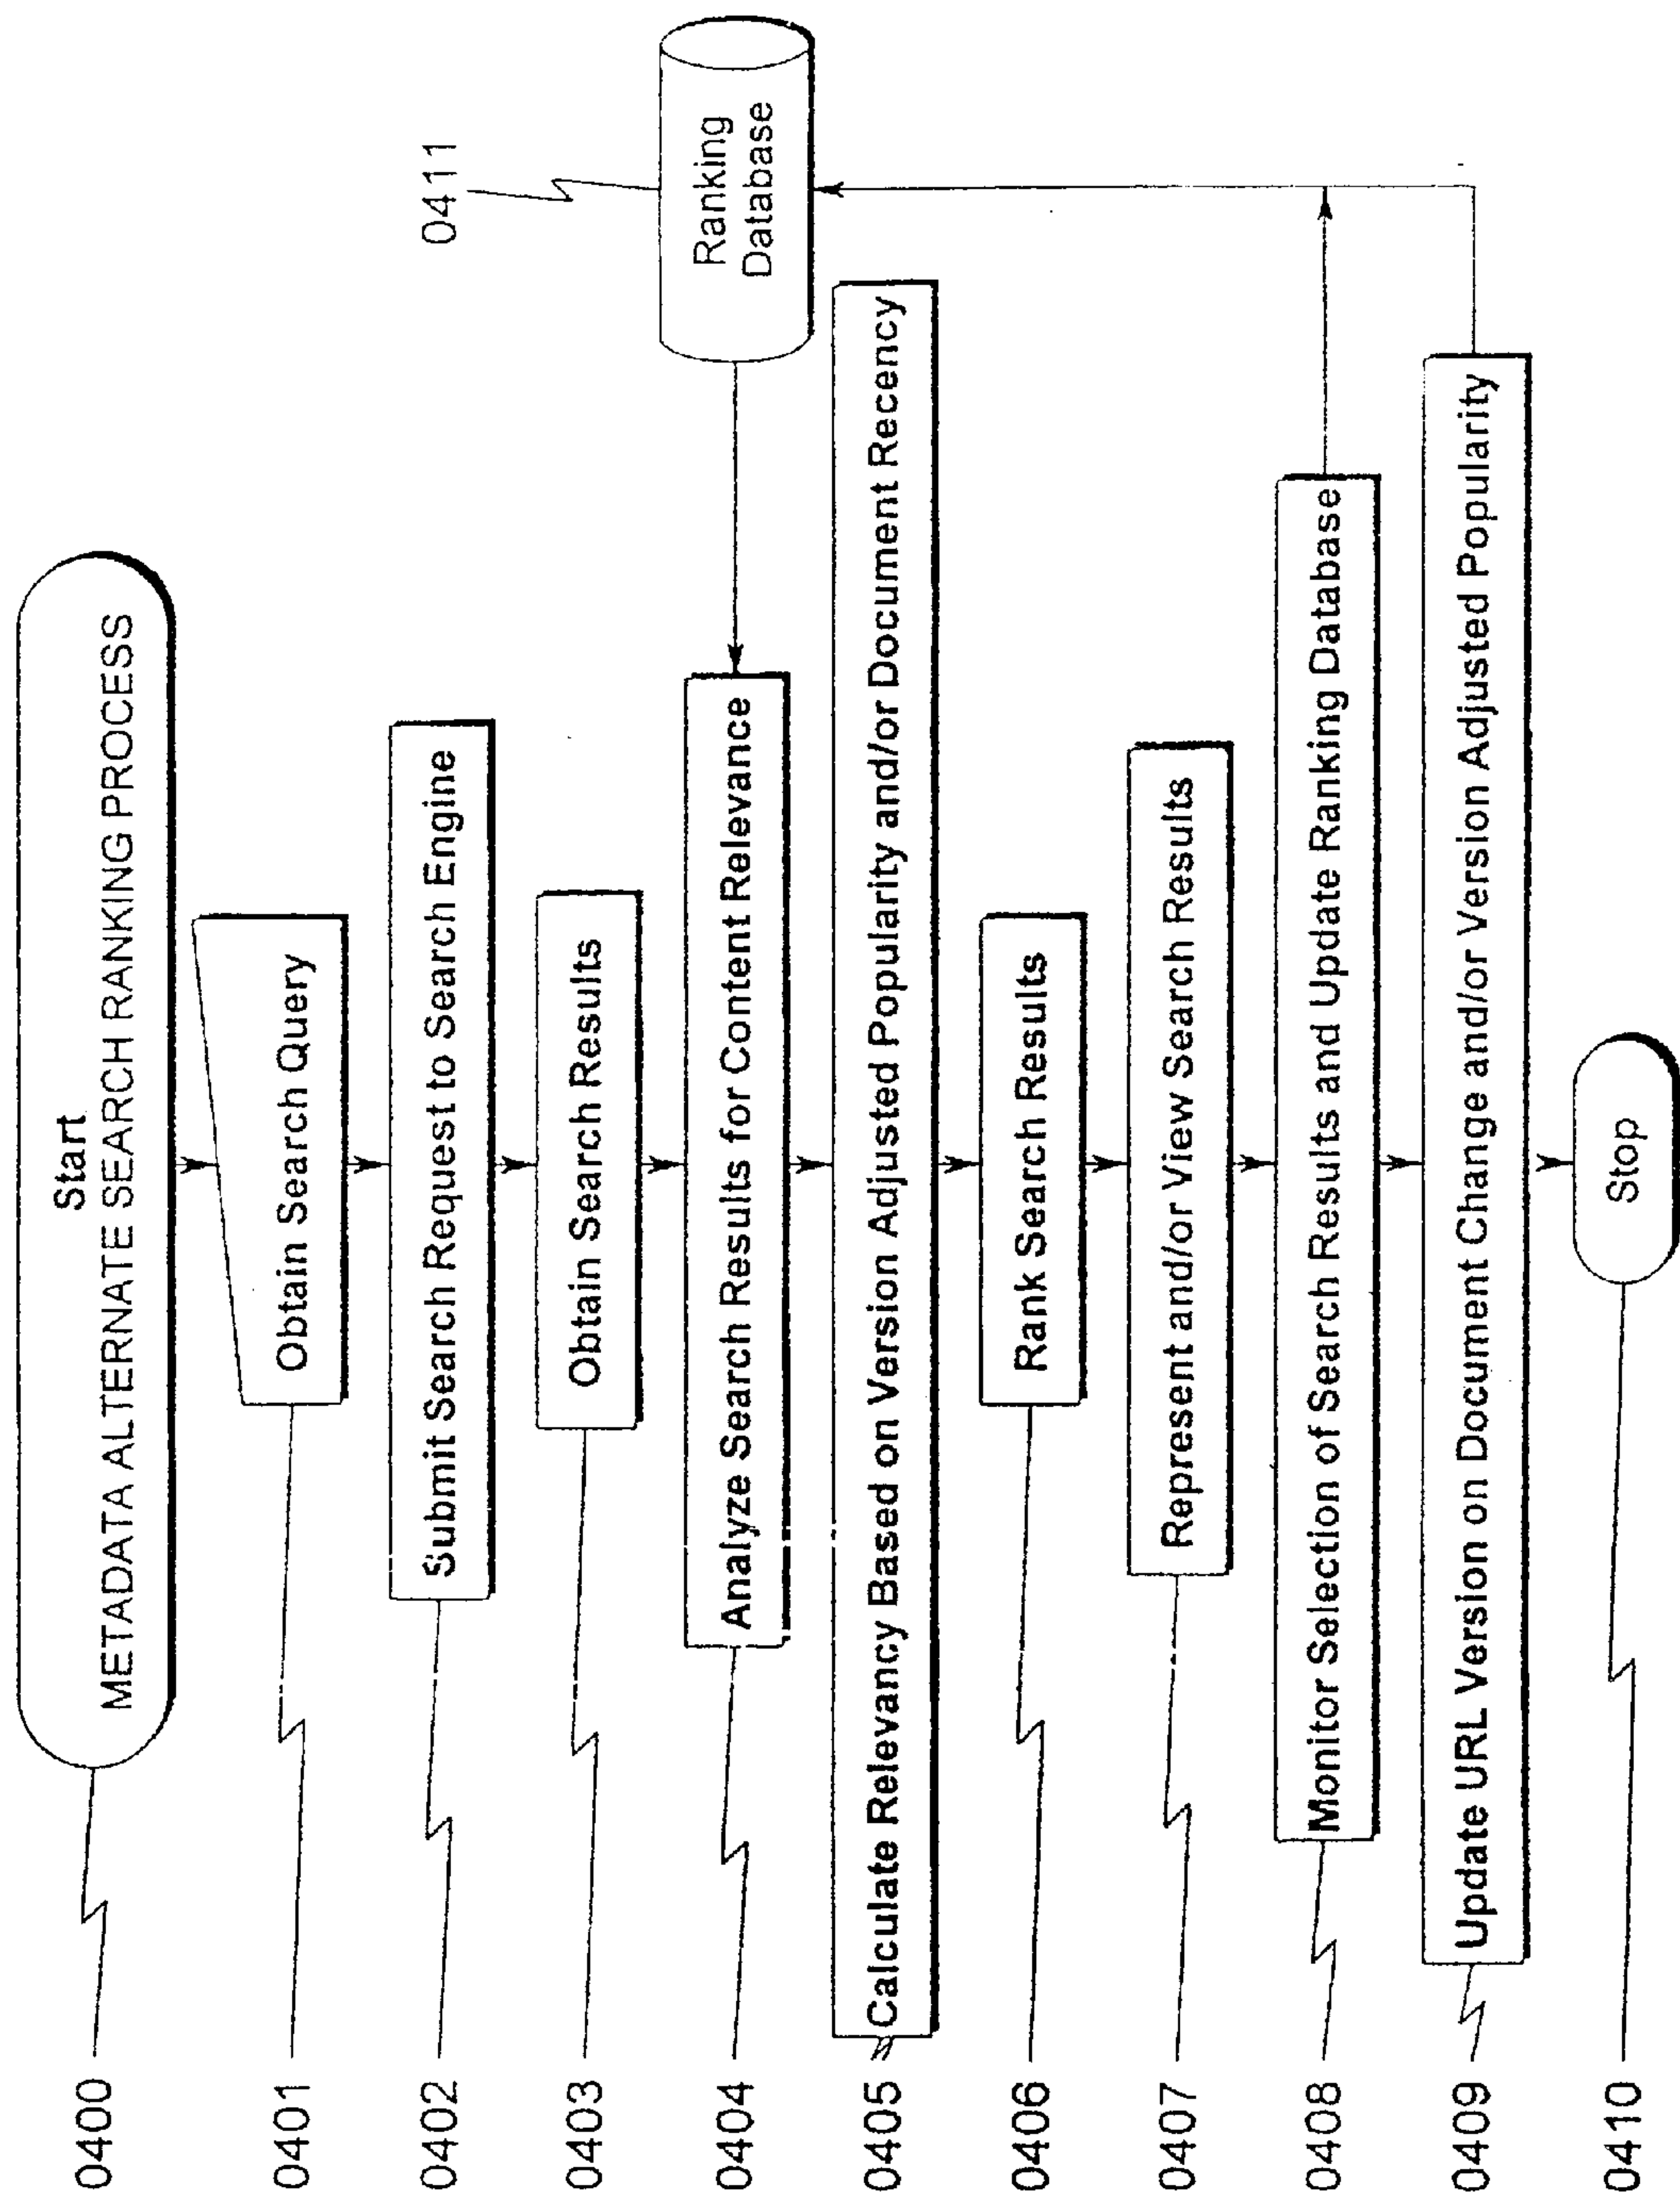 0400
Start
METADATA ALTERNATE SEARCH RANKING PROCESS
0401
Obtain Search Query
0402
Submit Search Request to Search Engine
0403
Obtain Search Results
0411
Ranking
Database
0404
Analyze Search Results for Content Relevance
0405
Calculate Relevancy Based on Version Adjusted Popularity and/or Document Recency
0406
Rank Search Results
0407
Represent and/or View Search Results
0408
Monitor Selection of Search Results and Update Ranking Database
0409
Update URL Version on Document Change and/or Version Adjusted Popularity
0410
Stop